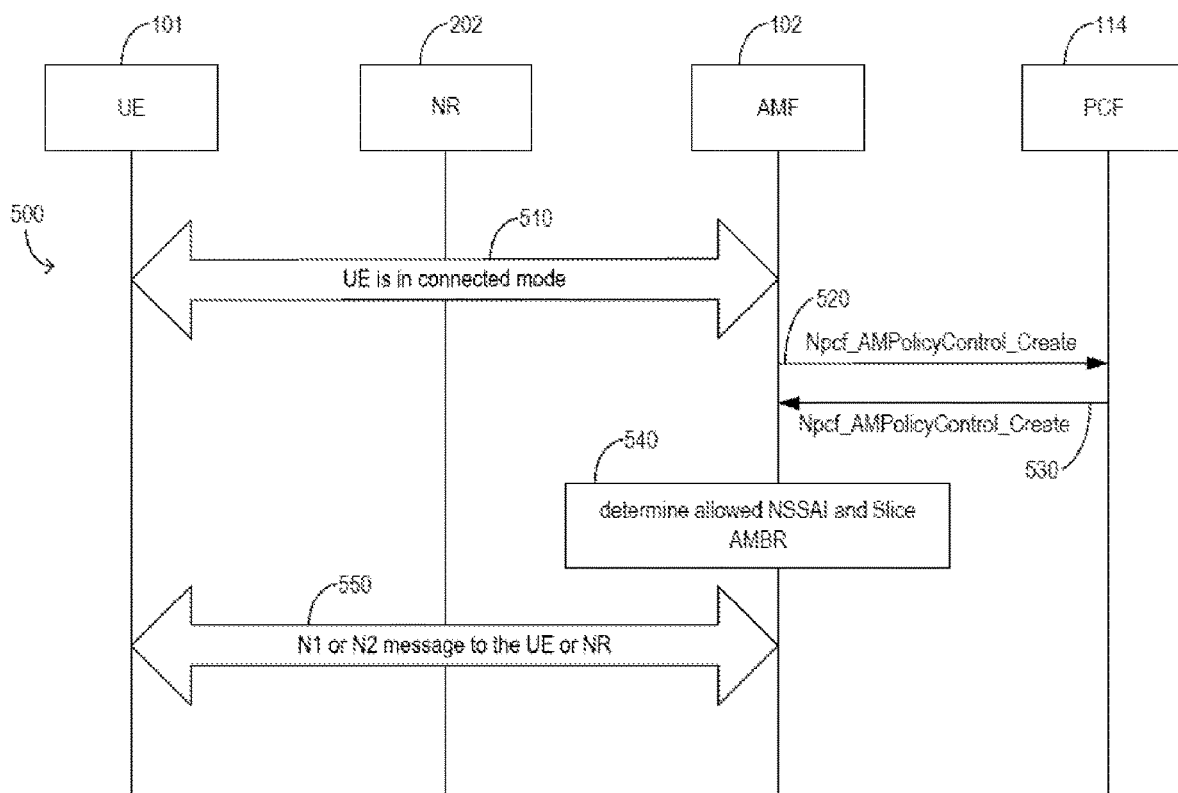 101
202
102
114
UE
NR
AMF
PCF
500
510
UE is in connected mode
520
Npcf_AMPolicyControl_Create
Npcf_AMPolicyControl_Create
530
540
determine allowed NSSAI and Slice
AMBR
550
N1 or N2 message to the UE or NR